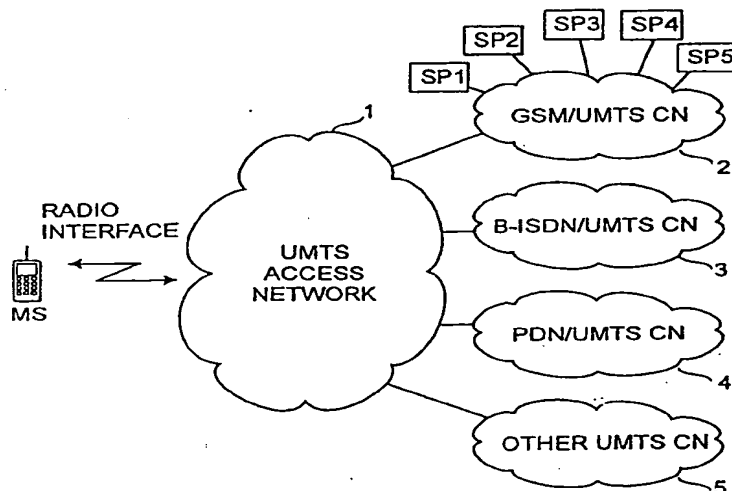 SP1
SP2
SP3
SP4
SP5
GSM/UMTS CN
2
1
RADIO
INTERFACE
MS
UMTS
ACCESS
NETWORK
B-ISDN/UMTS CN
3
PDN/UMTS CN
4
OTHER UMTS CN
5